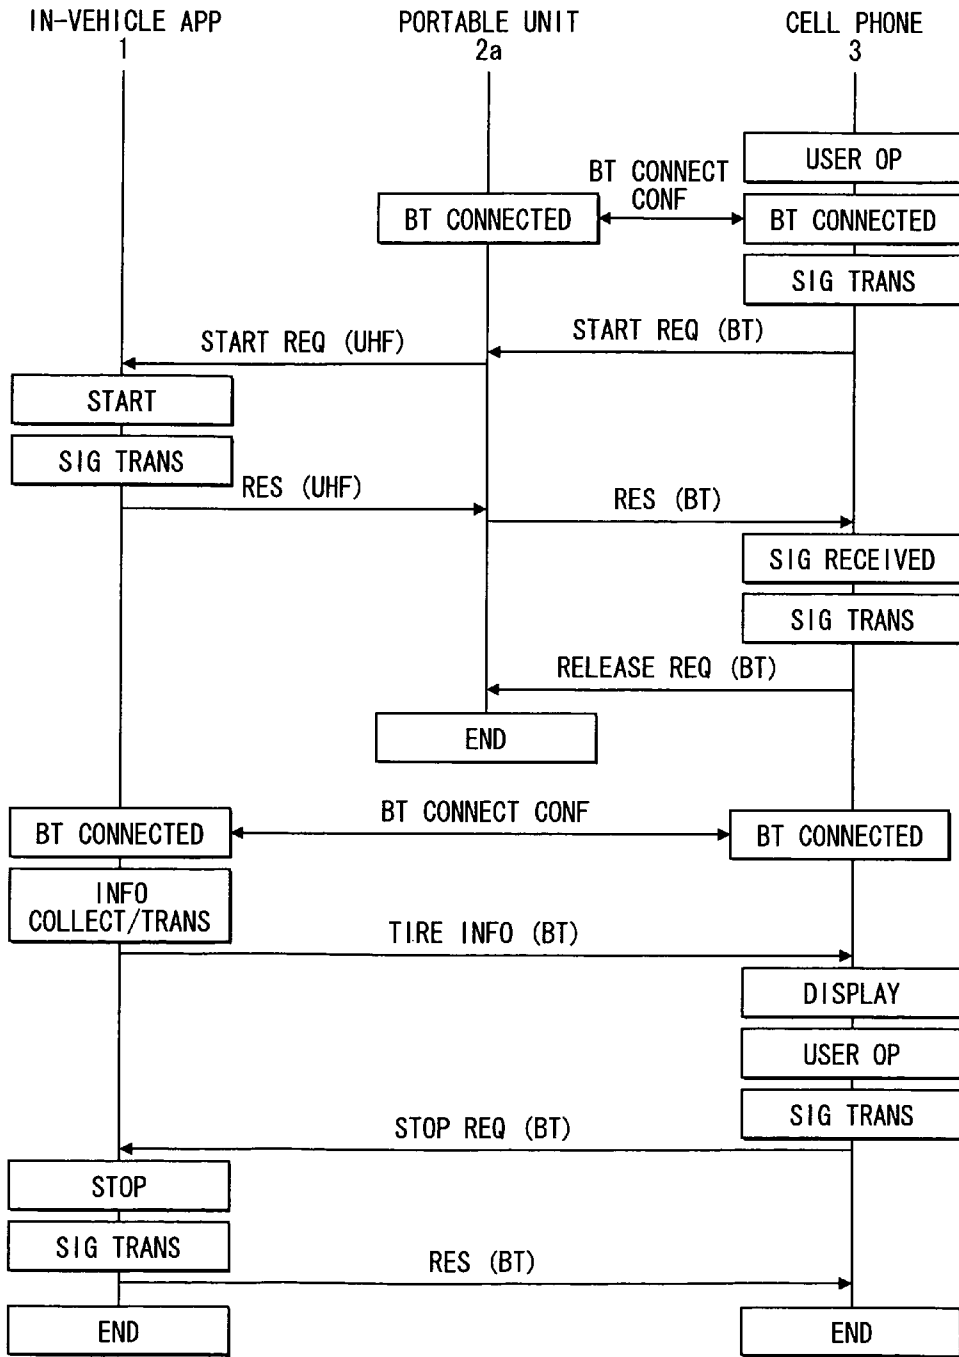 IN-VEHICLE APP
1
PORTABLE UNIT
2a
CELL PHONE
3
USER OP
BT CONNECT
CONF
BT CONNECTED
BT CONNECTED
SIG TRANS
START REQ (BT)
START REQ (UHF)
START
SIG TRANS
RES (UHF)
RES (BT)
SIG RECEIVED
SIG TRANS
RELEASE REQ (BT)
END
BT CONNECT CONF
BT CONNECTED
BT CONNECTED
INFO
COLLECT/TRANS
TIRE INFO (BT)
DISPLAY
USER OP
SIG TRANS
STOP REQ (BT)
STOP
SIG TRANS
RES (BT)
END
END